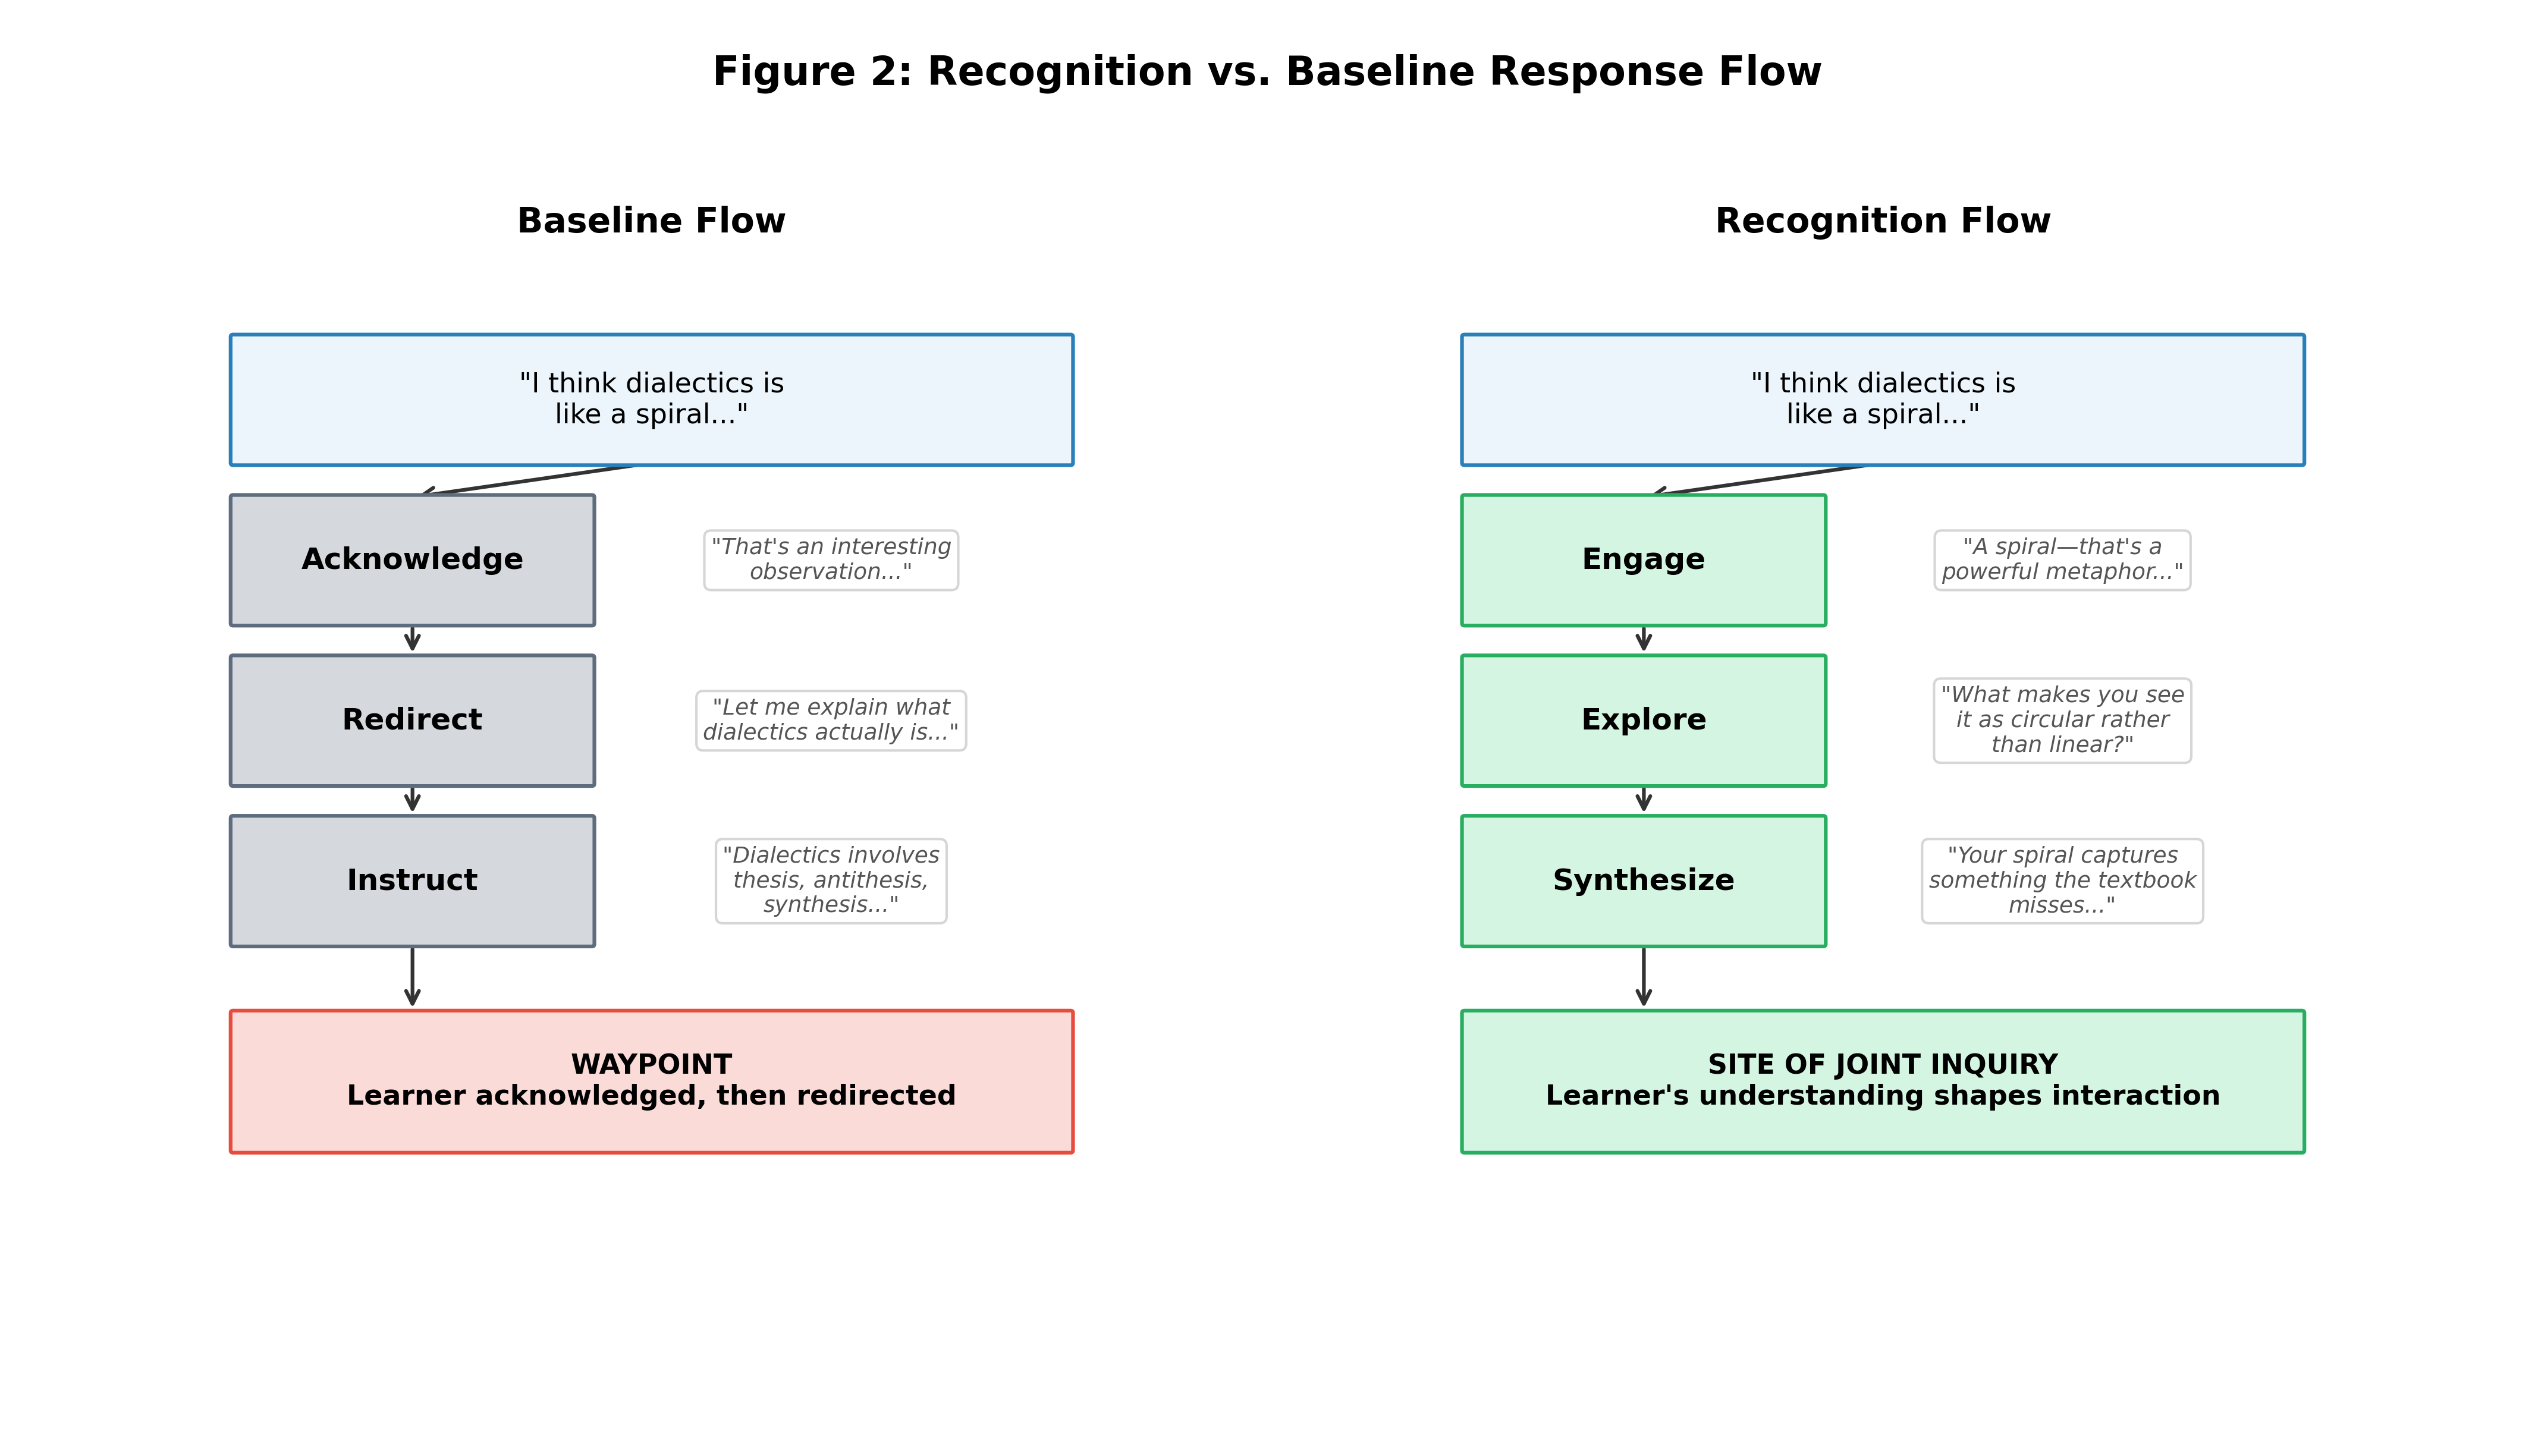 Figure 2: Recognition vs. Baseline Response Flow
Baseline Flow
"I think dialectics is
like a spiral..."
Acknowledge
"That's an interesting
observation..."
Redirect
"Let me explain what
dialectics actually is..."
Instruct
"Dialectics involves
thesis, antithesis,
synthesis..."
WAYPOINT
Learner acknowledged, then redirected
Recognition Flow
"I think dialectics is
like a spiral..."
Engage
"A spiral—that's a
powerful metaphor..."
Explore
"What makes you see
it as circular rather
than linear?"
Synthesize
"Your spiral captures
something the textbook
misses..."
SITE OF JOINT INQUIRY
Learner's understanding shapes interaction